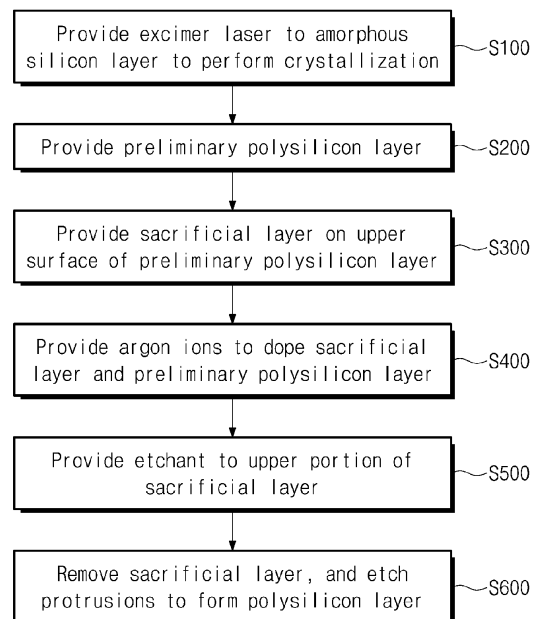 Provide excimer laser to amorphous
silicon layer to perform crystallization
S100
Provide preliminary polysilicon layer
S200
Provide sacrificial layer on upper
surface of preliminary polysilicon layer
S300
Provide argon ions to dope sacrificial
layer and preliminary polysilicon layer
S400
Provide etchant to upper portion of
sacrificial layer
S500
Remove sacrificial layer, and etch
protrusions to form polysilicon layer
S600